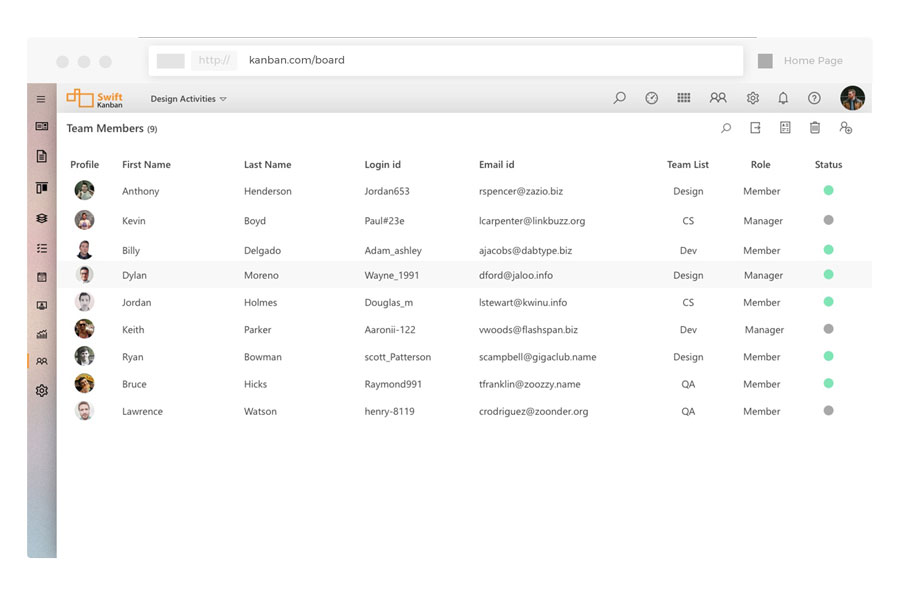 http:// kanban.com/board Home Page
Swift Kanban Design Activities
Team Members (9)
Profile First Name Last Name Login id Email id Team List Role Status
Anthony Henderson Jordan653 rspencer@zazio.biz Design Member
Kevin Boyd Paul#23e lcarpenter@linkbuzz.org CS Manager
Billy Delgado Adam_ashley ajacobs@dabtype.biz Dev Member
Dylan Moreno Wayne_1991 dford@jaloo.info Design Manager
Jordan Holmes Douglas_m lstewart@kwinu.info CS Member
Keith Parker Aaronii-122 vwoods@flashspan.biz Dev Manager
Ryan Bowman scott_Patterson scampbell@gigaclub.name Design Member
Bruce Hicks Raymond991 tfranklin@zoozzy.name QA Member
Lawrence Watson henry-8119 crodriguez@zoonder.org QA Member